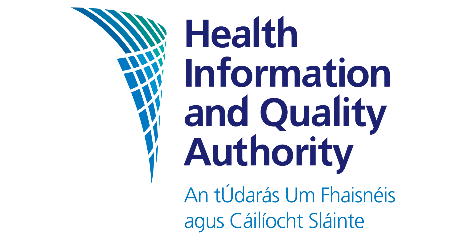 Health
Information
and Quality
Authority
An tÚdarás Um Fhaisnéis
agus Cáilíocht Sláinte